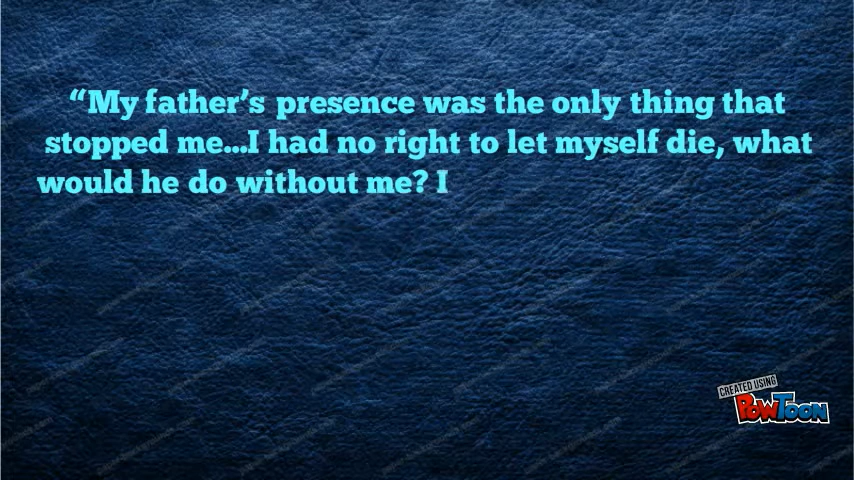 “My father’s presence was the only thing that
stopped me...I had no right to let myself die, what
would he do without me? I
CREATED USING
POWTOON